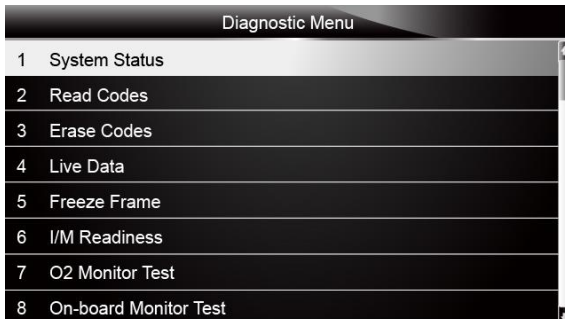 Diagnostic Menu
1 System Status
2 Read Codes
3 Erase Codes
4 Live Data
5 Freeze Frame
6 I/M Readiness
7 O2 Monitor Test
8 On-board Monitor Test